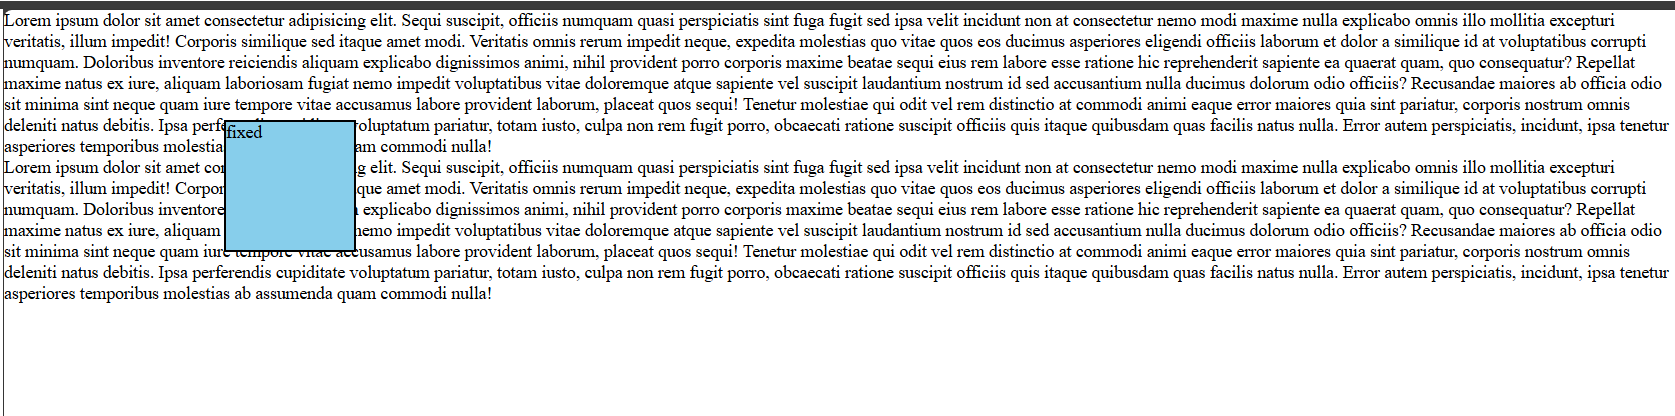 Lorem ipsum dolor sit amet consectetur adipisicing elit. Sequi suscipit, officiis numquam quasi perspiciatis sint fuga fugit sed ipsa velit incidunt non at consectetur nemo modi maxime nulla explicabo omnis illo mollitia excepturi
veritatis, illum impedit! Corporis similique sed itaque amet modi. Veritatis omnis rerum impedit neque, expedita molestias quo vitae quos eos ducimus asperiores eligendi officiis laborum et dolor a similique id at voluptatibus corrupti
numquam. Doloribus inventore reiciendis aliquam explicabo dignissimos animi, nihil provident porro corporis maxime beatae sequi eius rem labore esse ratione hic reprehenderit sapiente ea quaerat quam, quo consequatur? Repellat
maxime natus ex iure, aliquam laboriosam fugiat nemo impedit voluptatibus vitae doloremque atque sapiente vel suscipit laudantium nostrum id sed accusantium nulla ducimus dolorum odio officiis? Recusandae maiores ab officia odio
sit minima sint neque quam iure tempore vitae accusamus labore provident laborum, placeat quos sequi! Tenetur molestiae qui odit vel rem distinctio at commodi animi eaque error maiores quia sint pariatur, corporis nostrum omnis
deleniti natus debitis. Ipsa pariatur, totam iusto, culpa non rem fugit porro, obcaecati ratione suscipit officiis quis itaque quibusdam quas facilis natus nulla. Error autem perspiciatis, incidunt, ipsa tenetur
fixed
asperiores temporibus commodi nulla!
Lorem ipsum dolor sit amet elit. Sequi suscipit, officiis numquam quasi perspiciatis sint fuga fugit sed ipsa velit incidunt non at consectetur nemo modi maxime nulla explicabo omnis illo mollitia excepturi
veritatis, illum impedit! amet modi. Veritatis omnis rerum impedit neque, expedita molestias quo vitae quos eos ducimus asperiores eligendi officiis laborum et dolor a similique id at voluptatibus corrupti
numquam. Doloribus inventore explicabo dignissimos animi, nihil provident porro corporis maxime beatae sequi eius rem labore esse ratione hic reprehenderit sapiente ea quaerat quam, quo consequatur? Repellat
maxime natus ex iure, aliquam nemo impedit voluptatibus vitae doloremque atque sapiente vel suscipit laudantium nostrum id sed accusantium nulla ducimus dolorum odio officiis? Recusandae maiores ab officia odio
sit minima sint neque quam iure tempore vitae accusamus labore provident laborum, placeat quos sequi! Tenetur molestiae qui odit vel rem distinctio at commodi animi eaque error maiores quia sint pariatur, corporis nostrum omnis
deleniti natus debitis. Ipsa perferendis cupiditate voluptatum pariatur, totam iusto, culpa non rem fugit porro, obcaecati ratione suscipit officiis quis itaque quibusdam quas facilis natus nulla. Error autem perspiciatis, incidunt, ipsa tenetur
asperiores temporibus molestias ab assumenda quam commodi nulla!